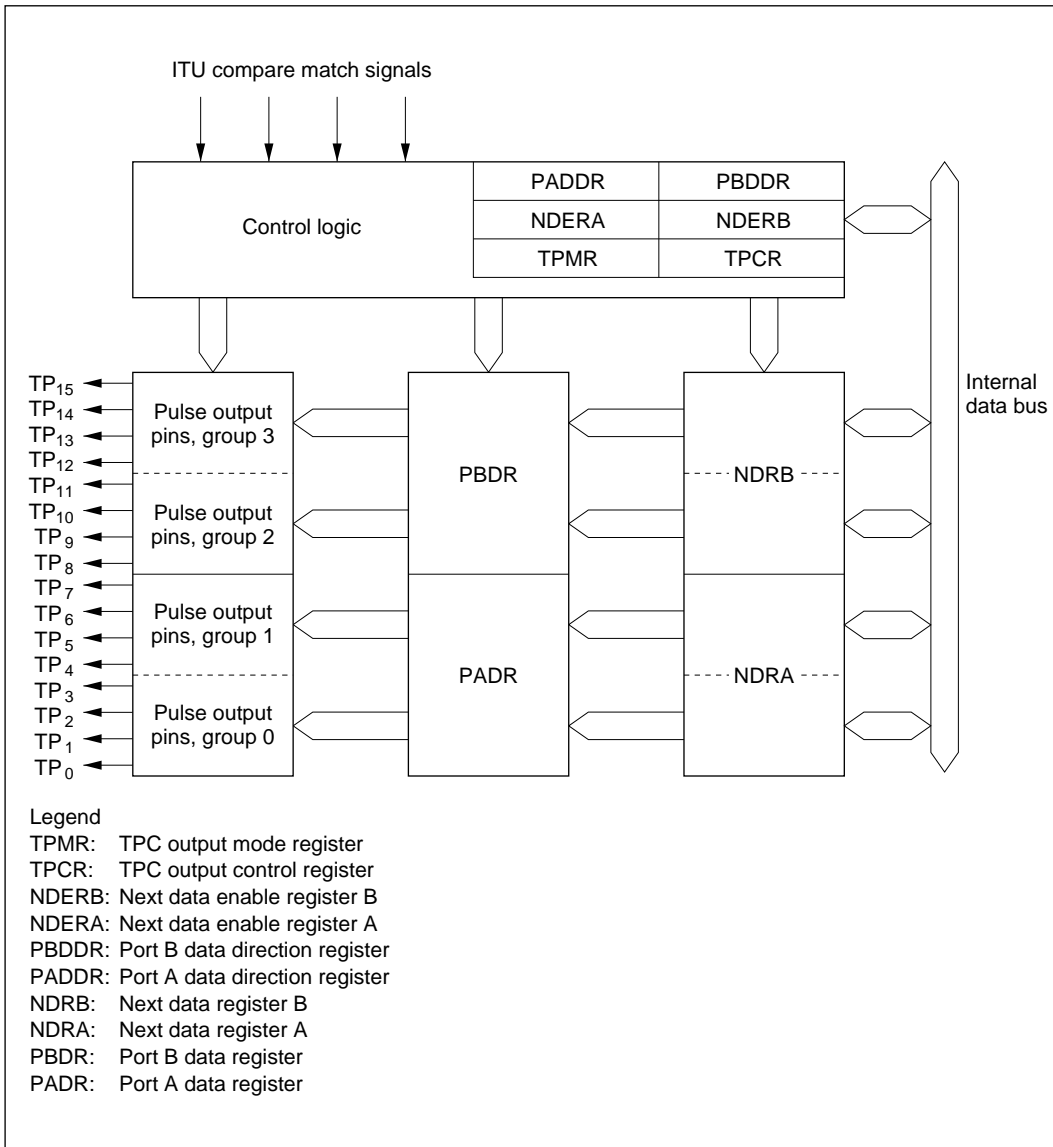 ITU compare match signals
PADDR PBDDR
Control logic NDERA NDERB
TPMR TPCR
Internal
data bus
TP15
TP14
TP13
TP12
TP11
TP10
TP9
TP8
TP7
TP6
TP5
TP4
TP3
TP2
TP1
TP0
Pulse output
pins, group 3
Pulse output
pins, group 2
Pulse output
pins, group 1
Pulse output
pins, group 0
PBDR
PADR
NDRB
NDRA
Legend
TPMR: TPC output mode register
TPCR: TPC output control register
NDERB: Next data enable register B
NDERA: Next data enable register A
PBDDR: Port B data direction register
PADDR: Port A data direction register
NDRB: Next data register B
NDRA: Next data register A
PBDR: Port B data register
PADR: Port A data register